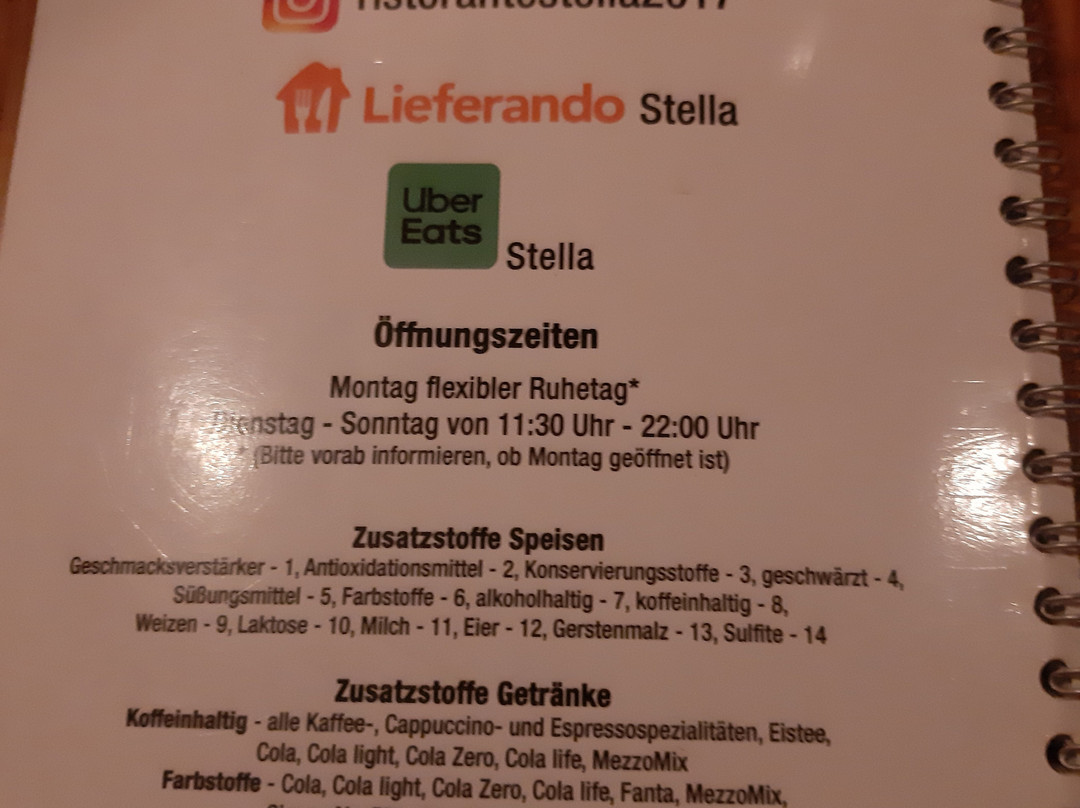 ristorantestella2017
Lieferando Stella
Uber
Eats
Stella
Öffnungszeiten
Montag flexibler Ruhetag*
Dienstag - Sonntag von 11:30 Uhr - 22:00 Uhr
* (Bitte vorab informieren, ob Montag geöffnet ist)
Zusatzstoffe Speisen
Geschmacksverstärker - 1, Antioxidationsmittel - 2, Konservierungsstoffe - 3, geschwärzt - 4,
Süßungsmittel - 5, Farbstoffe - 6, alkoholhaltig - 7, koffeinhaltig - 8,
Weizen - 9, Laktose - 10, Milch - 11, Eier - 12, Gerstenmalz - 13, Sulfite - 14
Zusatzstoffe Getränke
Koffeinhaltig - alle Kaffee-, Cappuccino- und Espressospezialitäten, Eistee,
Cola, Cola light, Cola Zero, Cola life, MezzoMix
Farbstoffe - Cola, Cola light, Cola Zero, Cola life, Fanta, MezzoMix,